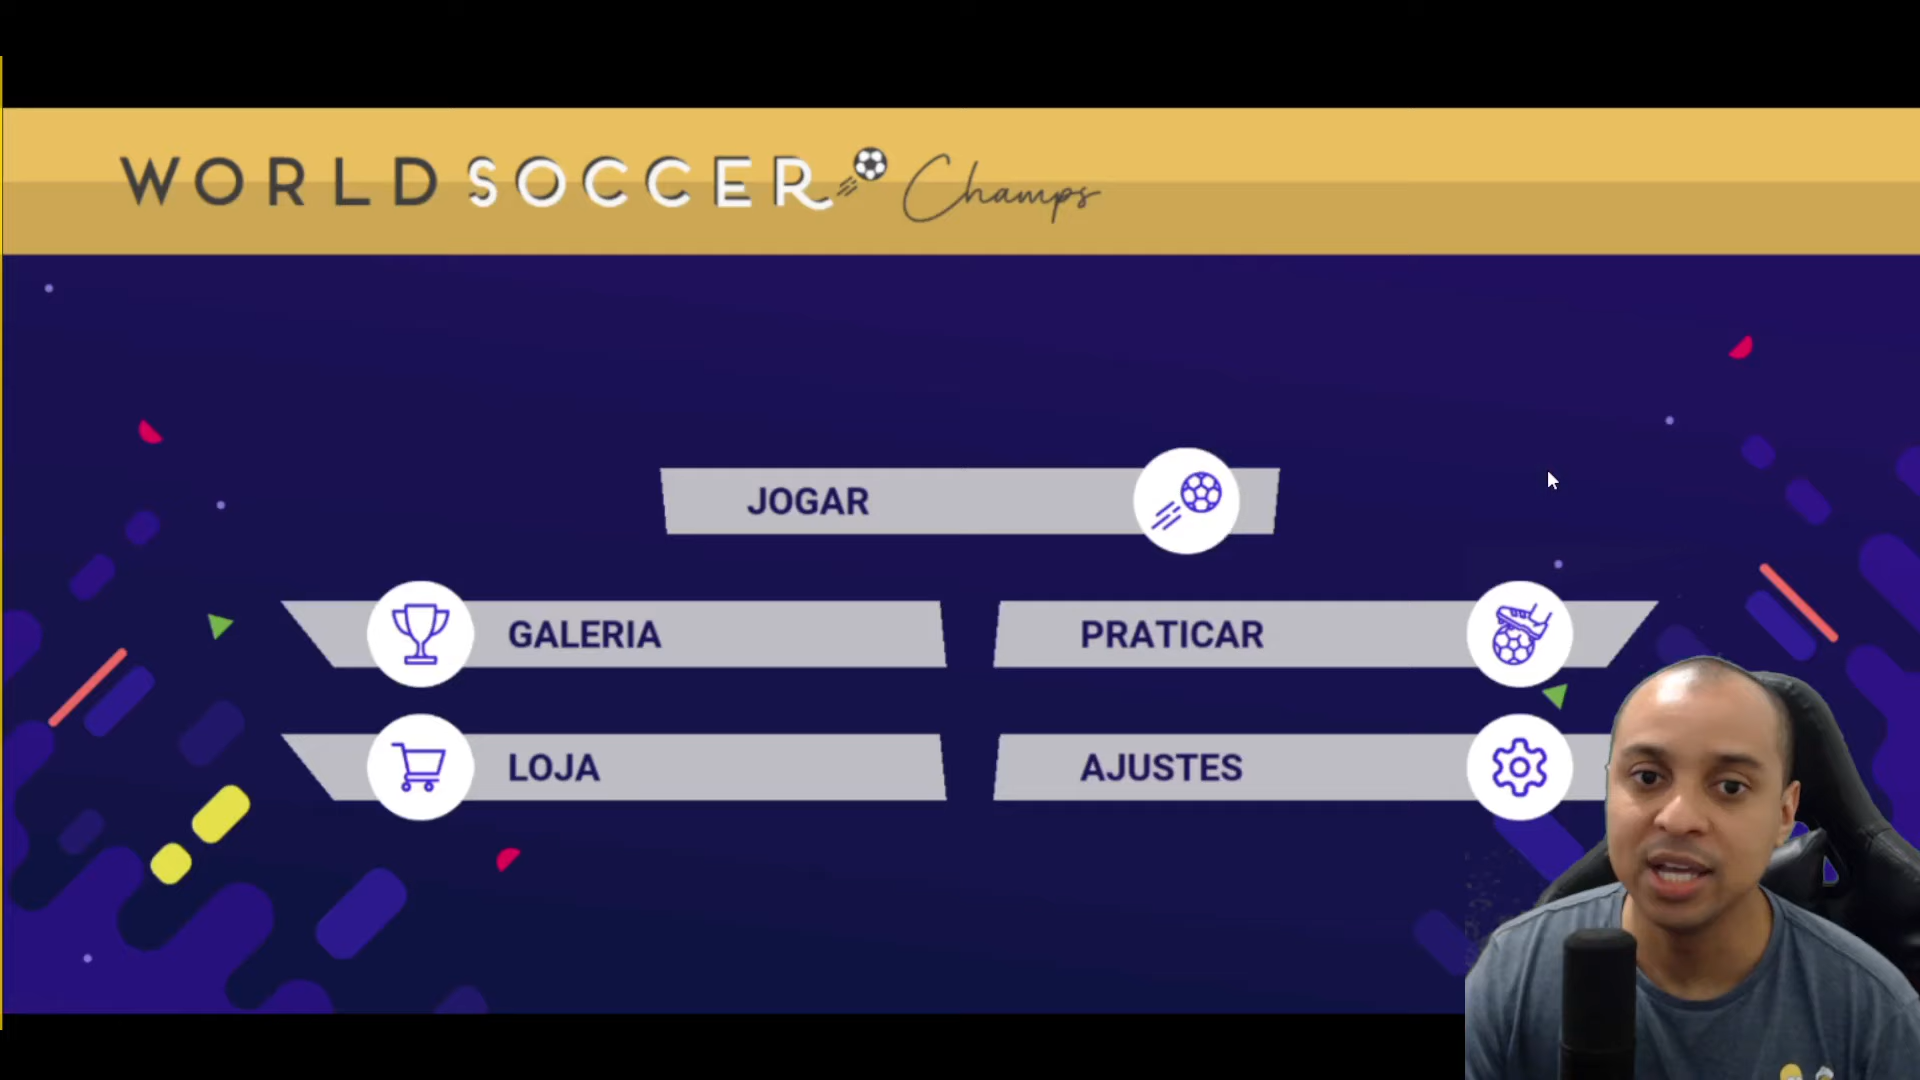 WORLD SOCCER Champs
JOGAR
GALERIA
PRATICAR
LOJA
AJUSTES